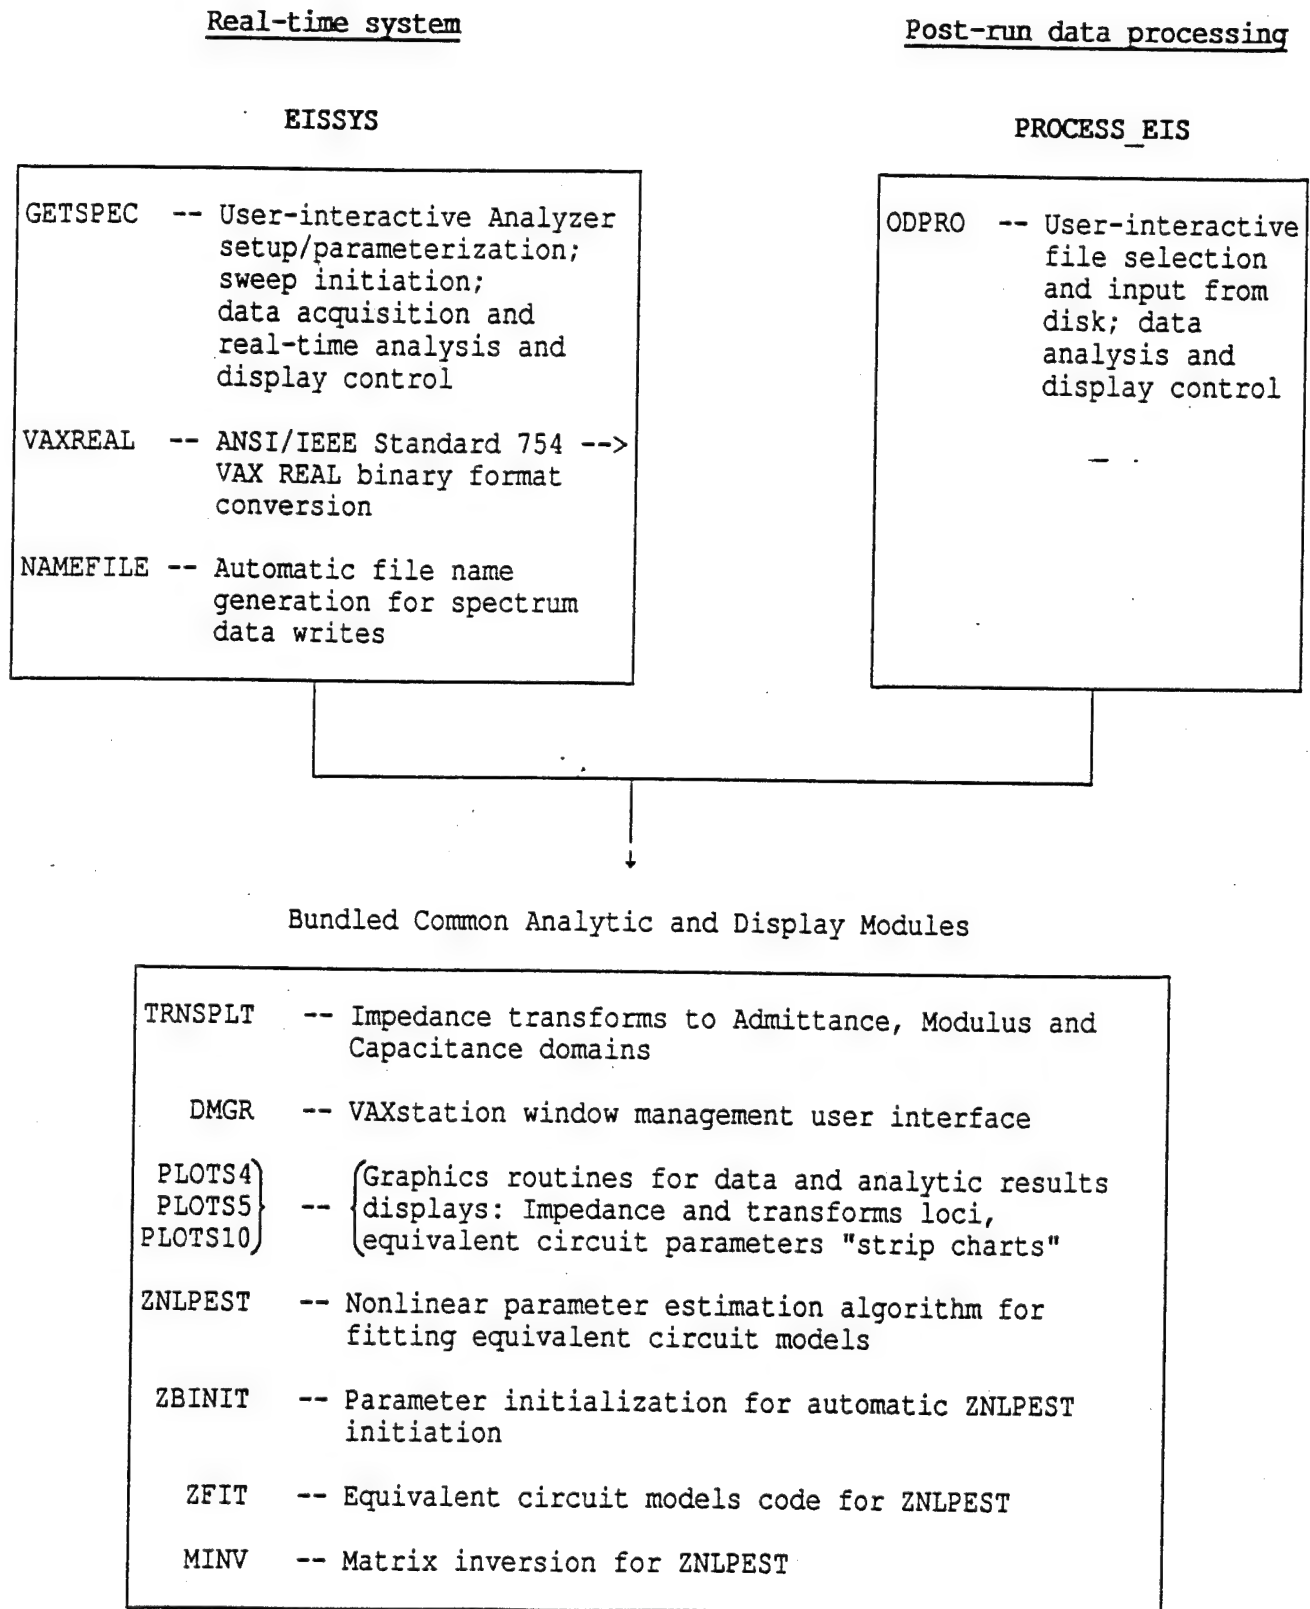 Real-time system
Post-run data processing
EISSYS
PROCESS_EIS
GETSPEC -- User-interactive Analyzer
setup/parameterization;
sweep initiation;
data acquisition and
real-time analysis and
display control
VAXREAL -- ANSI/IEEE Standard 754 -->
VAX REAL binary format
conversion
NAMEFILE -- Automatic file name
generation for spectrum
data writes
ODPRO -- User-interactive
file selection
and input from
disk; data
analysis and
display control
Bundled Common Analytic and Display Modules
TRNSPLT -- Impedance transforms to Admittance, Modulus and
Capacitance domains
DMGR -- VAXstation window management user interface
PLOTS4
PLOTS5
PLOTS10
-- Graphics routines for data and analytic results
displays: Impedance and transforms loci,
equivalent circuit parameters "strip charts"
ZNLPEST -- Nonlinear parameter estimation algorithm for
fitting equivalent circuit models
ZBINIT -- Parameter initialization for automatic ZNLPEST
initiation
ZFIT -- Equivalent circuit models code for ZNLPEST
MINV -- Matrix inversion for ZNLPEST